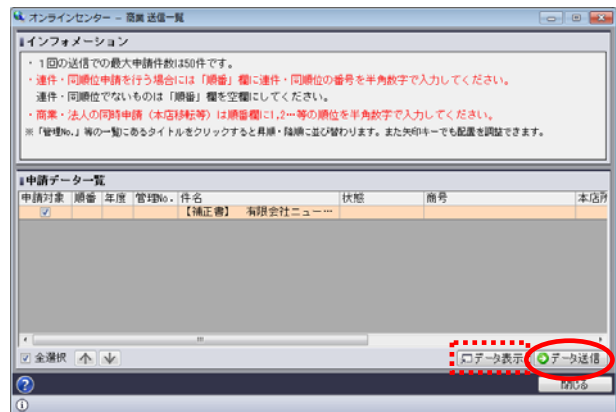 オンラインセンター － 商業 送信一覧
インフォメーション
・１回の送信での最大申請件数は50件です。
・連件・同順位申請を行う場合には「順番」欄に連件・同順位の番号を半角数字で入力してください。
連件・同順位でないものは「順番」欄を空欄にしてください。
・商業・法人の同時申請（本店移転等）は順番欄に1,2…等の順位を半角数字で入力してください。
※「管理No.」等の一覧にあるタイトルをクリックすると昇順・降順に並び替わります。また矢印キーでも配置を調整できます。
申請データ一覧
申請対象 順番 年度 管理No. 件名 状態 商号 本店所
【補正書】 有限会社ニュー…
全選択 データ表示 データ送信
閉じる